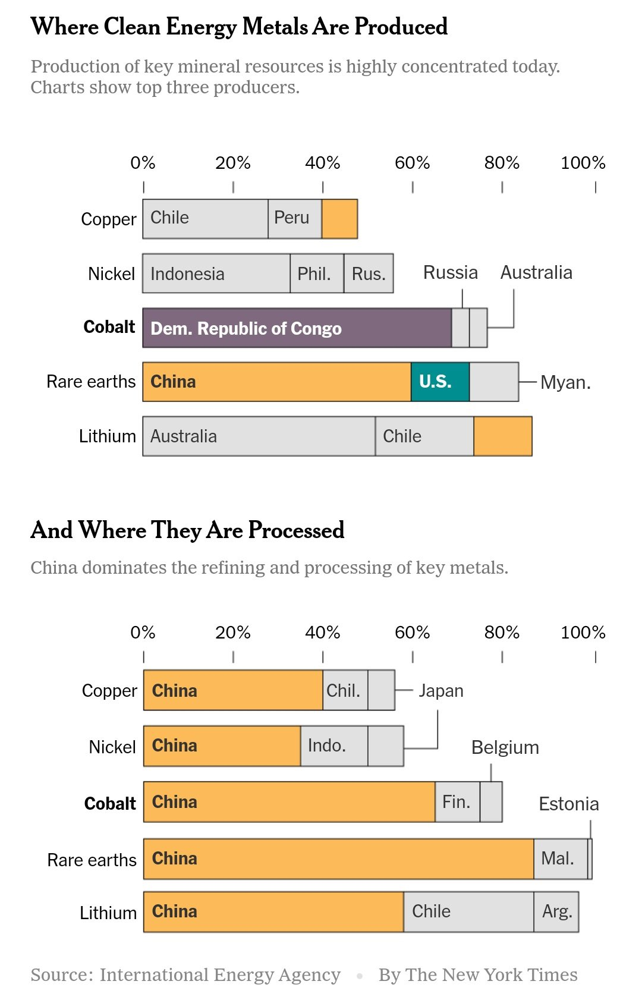 Where Clean Energy Metals Are Produced
Production of key mineral resources is highly concentrated today.
Charts show top three producers.
0% 20% 40% 60% 80% 100%
Copper Chile Peru
Nickel Indonesia Phil. Rus. Russia Australia
Cobalt Dem. Republic of Congo
Rare earths China U.S. Myan.
Lithium Australia Chile
And Where They Are Processed
China dominates the refining and processing of key metals.
0% 20% 40% 60% 80% 100%
Copper China Chil. Japan
Nickel China Indo. Belgium
Cobalt China Fin. Estonia
Rare earths China Mal.
Lithium China Chile Arg.
Source: International Energy Agency • By The New York Times